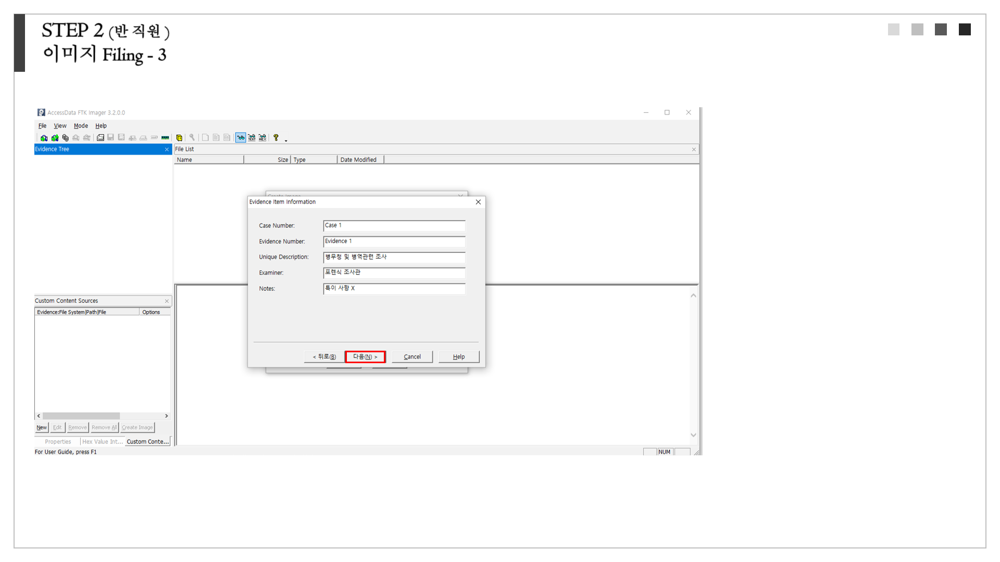 STEP 2 (반 직원 )
이미지 Filing - 3
AccessData FTK Imager 3.2.0.0
File View Mode Help
TEXT HEX
Evidence Tree
File List
Name Size Type Date Modified
Create Image
Evidence Item Information
Case Number: Case 1
Evidence Number: Evidence 1
Unique Description: 병무청 및 병역관련 조사
Examiner: 포렌식 조사관
Notes: 특이 사항 X
< 뒤로(B) 다음(N) > Cancel Help
Custom Content Sources
Evidence:File System|Path|File Options
New Edit Remove Remove All Create Image
Properties Hex Value Int... Custom Conte...
For User Guide, press F1
NUM